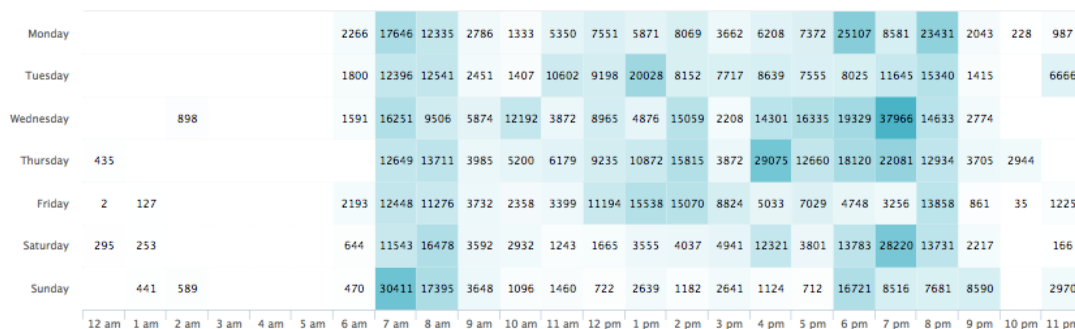 Monday 2266 17646 12335 2786 1333 5350 7551 5871 8069 3662 6208 7372 25107 8581 23431 2043 228 987
Tuesday 1800 12396 12541 2451 1407 10602 9198 20028 8152 7717 8639 7555 8025 11645 15340 1415 6666
Wednesday 898 1591 16251 9506 5874 12192 3872 8965 4876 15059 2208 14301 16335 19329 37966 14633 2774
Thursday 435 12649 13711 3985 5200 6179 9235 10872 15815 3872 29075 12660 18120 22081 12934 3705 2944
Friday 2 127 2193 12448 11276 3732 2358 3399 11194 15538 15070 8824 5033 7029 4748 3256 13858 861 35 1225
Saturday 295 253 644 11543 16478 3592 2932 1243 1665 3555 4037 4941 12321 3801 13783 28220 13731 2217 166
Sunday 441 589 470 30411 17395 3648 1096 1460 722 2639 1182 2641 1124 712 16721 8516 7681 8590 2970
12 am 1 am 2 am 3 am 4 am 5 am 6 am 7 am 8 am 9 am 10 am 11 am 12 pm 1 pm 2 pm 3 pm 4 pm 5 pm 6 pm 7 pm 8 pm 9 pm 10 pm 11 pm